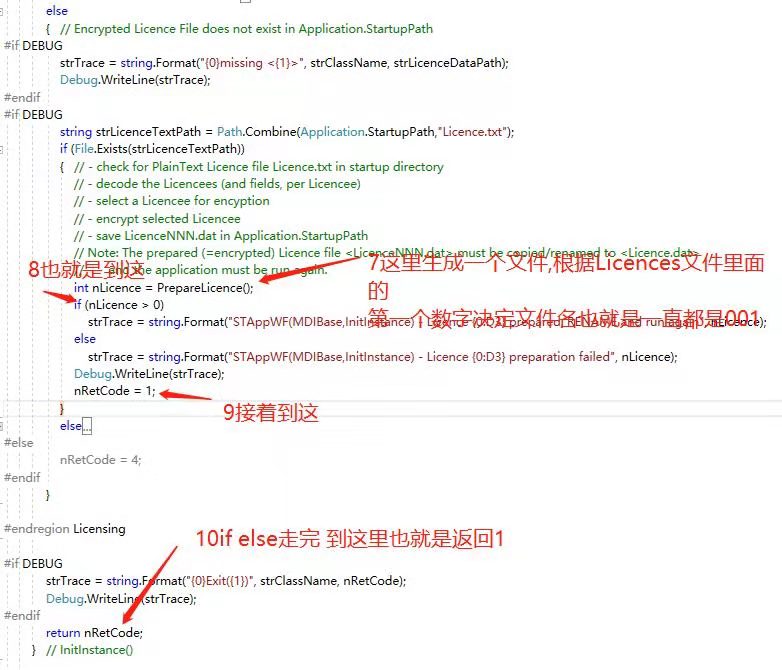 else
{ // Encrypted Licence File does not exist in Application.StartupPath
#if DEBUG
strTrace = string.Format("{0}missing <{1}>", strClassName, strLicenceDataPath);
Debug.WriteLine(strTrace);
#endif
#if DEBUG
string strLicenceTextPath = Path.Combine(Application.StartupPath,"Licence.txt");
if (File.Exists(strLicenceTextPath))
{ // - check for PlainText Licence file Licence.txt in startup directory
// - decode the Licencees (and fields, per Licencee)
// - select a Licencee for encyption
// - encrypt selected Licencee
// - save LicenceNNN.dat in Application.StartupPath
// Note: The prepared (=encrypted) Licence file <LicenceNNN.dat> must be copied/renamed to <Licence.dat>
8也就是到这
and the application must be run again.
7这里生成一个文件,根据Licences文件里面
的
第一个数字决定文件名也就是一直都是001
int nLicence = PrepareLicence();
if (nLicence > 0)
strTrace = string.Format("STAppWF(MDIBase,InitInstance) - Licence {0:D3} prepared, RENAME and run again", nLicence);
else
strTrace = string.Format("STAppWF(MDIBase,InitInstance) - Licence {0:D3} preparation failed", nLicence);
Debug.WriteLine(strTrace);
nRetCode = 1;
9接着到这
}
else...
#else
nRetCode = 4;
#endif
}
#endregion Licensing
10if else走完 到这里也就是返回1
#if DEBUG
strTrace = string.Format("{0}Exit({1})", strClassName, nRetCode);
Debug.WriteLine(strTrace);
#endif
return nRetCode;
} // InitInstance()